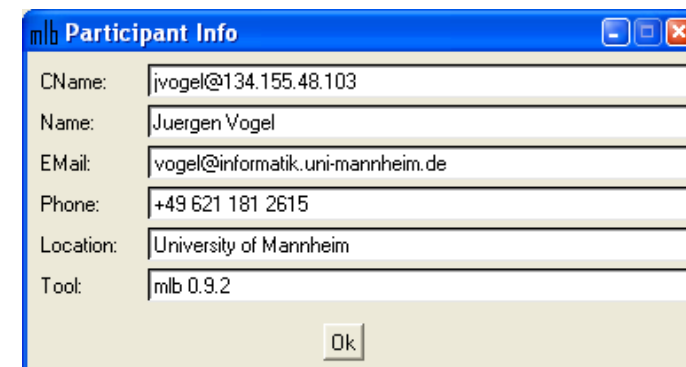 mlb Participant Info
CName: jvogel@134.155.48.103
Name: Juergen Vogel
EMail: vogel@informatik.uni-mannheim.de
Phone: +49 621 181 2615
Location: University of Mannheim
Tool: mlb 0.9.2
Ok